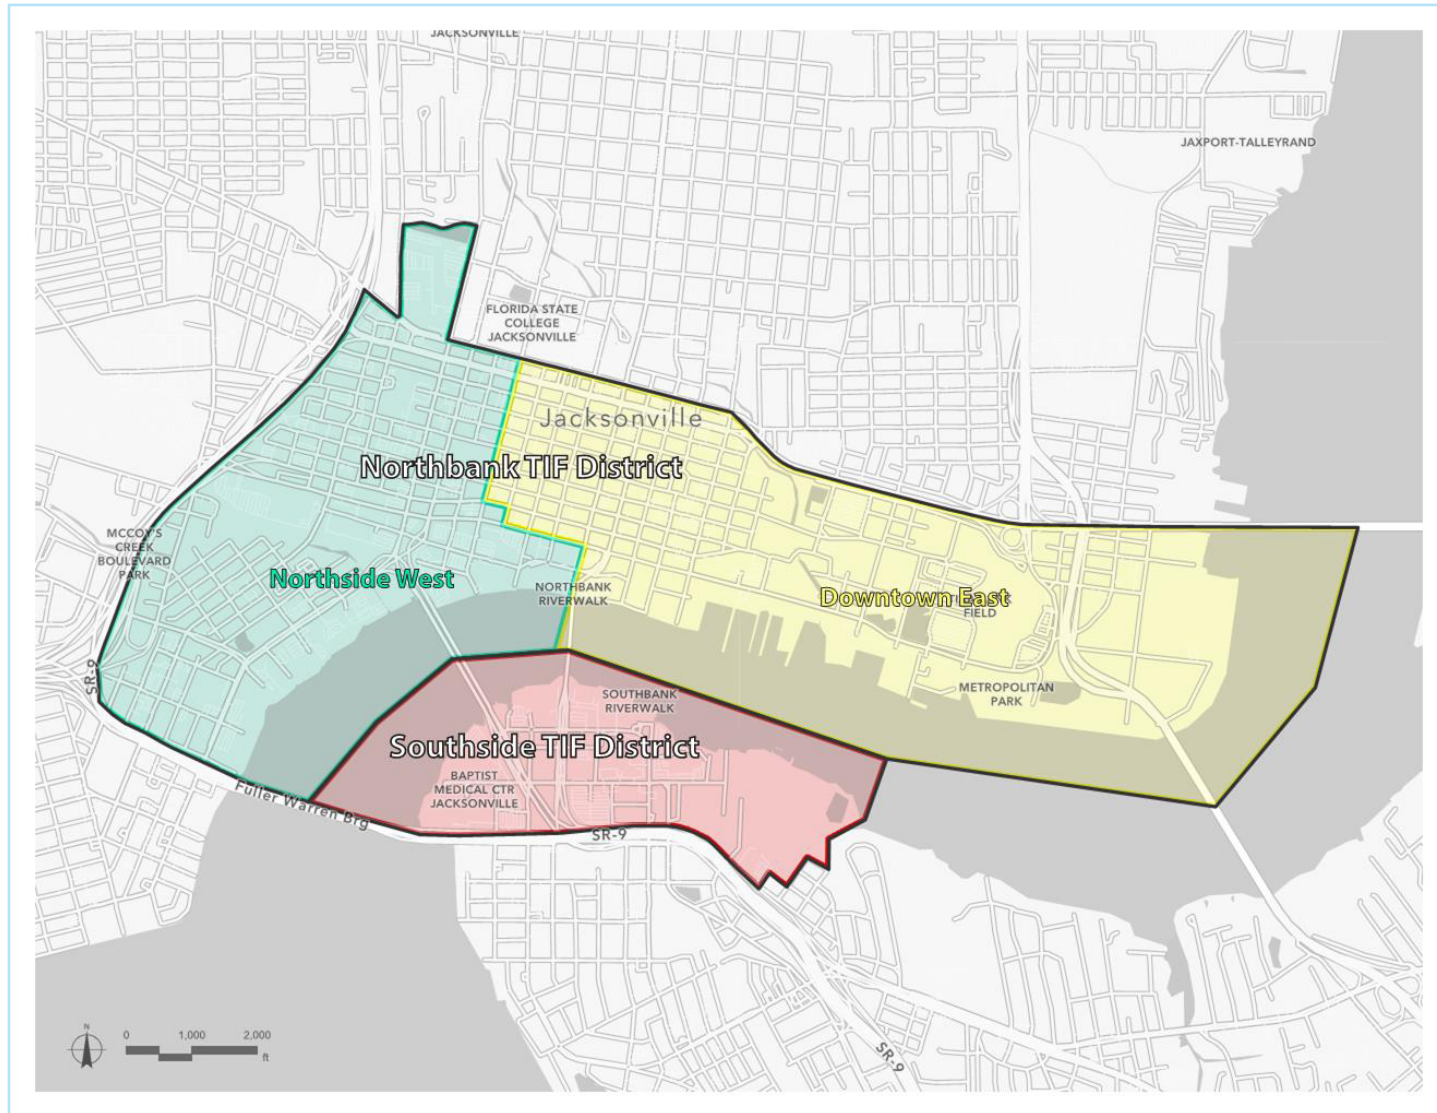 JACKSONVILLE
JAXPORT-TALLEYRAND
FLORIDA STATE
COLLEGE
JACKSONVILLE
Jacksonville
Northbank TIF District
MCCOY'S
CREEK
BOULEVARD
PARK
Northside West
NORTHBANK
RIVERWALK
Downtown East
FIELD
SR-9
METROPOLITAN
PARK
SOUTHBANK
RIVERWALK
Southside TIF District
BAPTIST
MEDICAL CTR
JACKSONVILLE
Fuller Warren Brg
SR-9
N
0 1,000 2,000
ft
SR-9